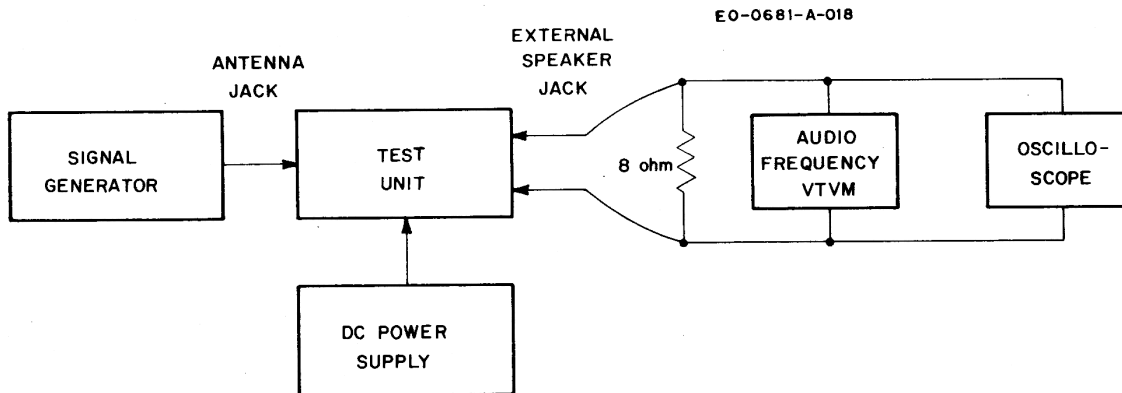 EO-0681-A-018
ANTENNA
JACK
EXTERNAL
SPEAKER
JACK
SIGNAL
GENERATOR
TEST
UNIT
8 ohm
AUDIO
FREQUENCY
VTVM
OSCILLO-
SCOPE
DC POWER
SUPPLY